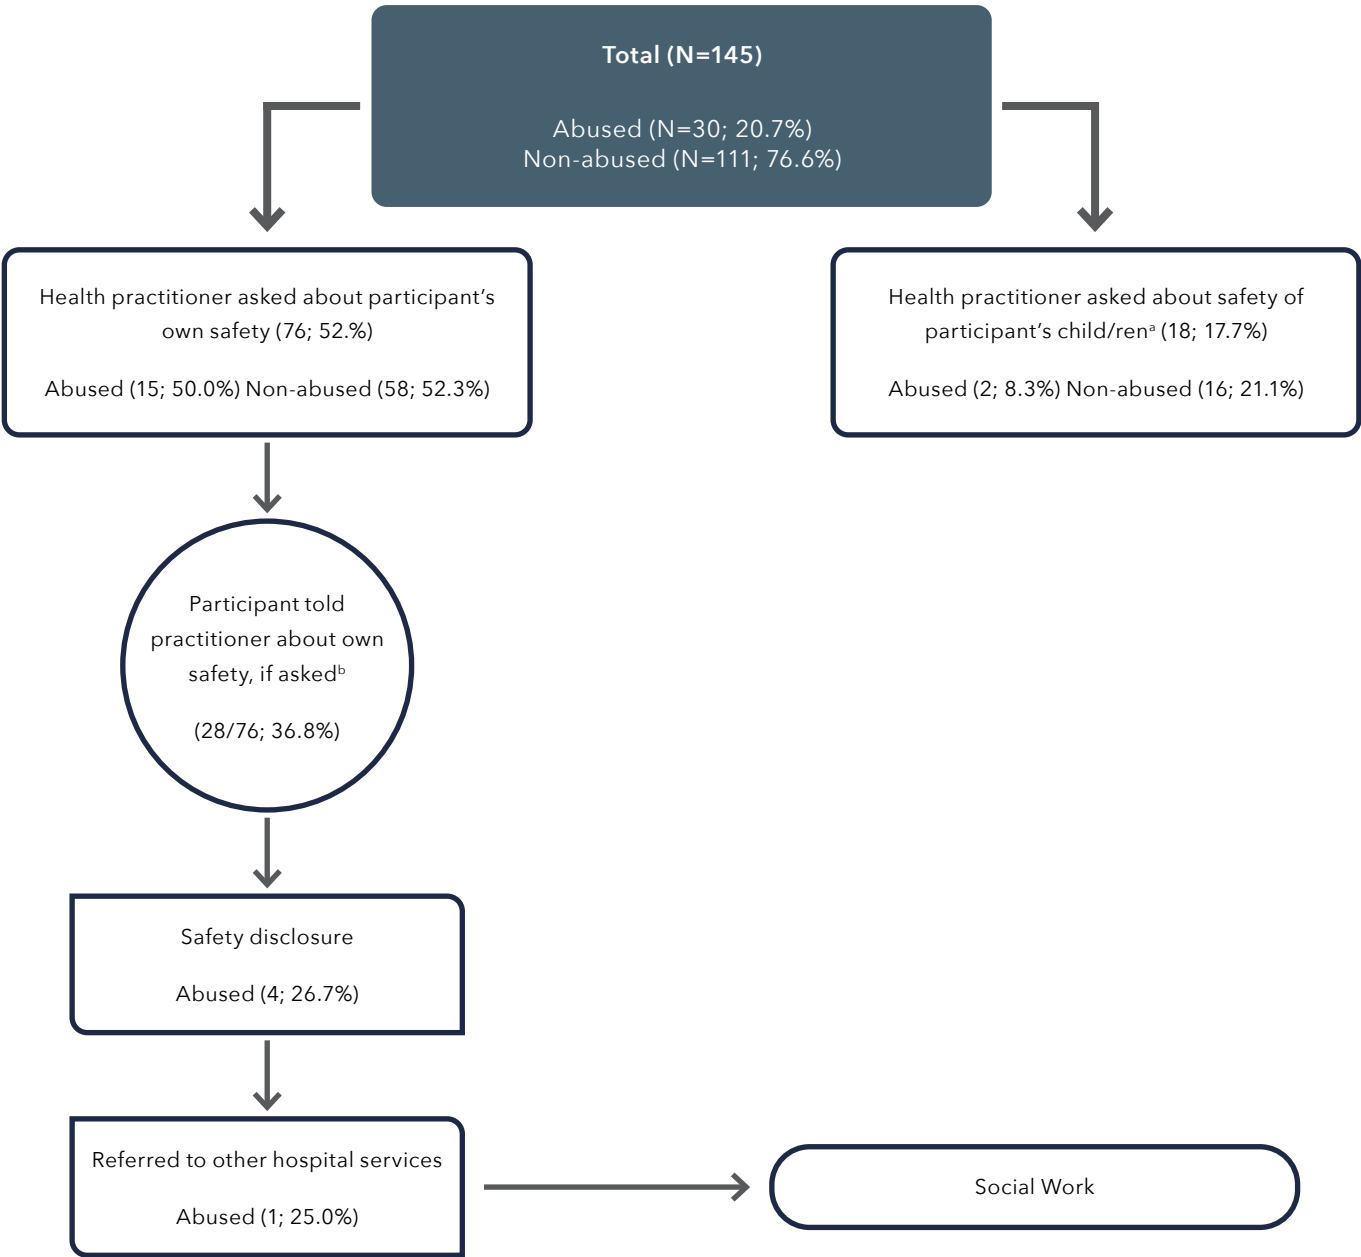 Total (N=145)
Abused (N=30; 20.7%)
Non-abused (N=111; 76.6%)
Health practitioner asked about participant’s
own safety (76; 52.%)
Abused (15; 50.0%) Non-abused (58; 52.3%)
Health practitioner asked about safety of
participant’s child/renᵃ (18; 17.7%)
Abused (2; 8.3%) Non-abused (16; 21.1%)
Participant told
practitioner about own
safety, if askedᵇ
(28/76; 36.8%)
Safety disclosure
Abused (4; 26.7%)
Referred to other hospital services
Abused (1; 25.0%)
Social Work